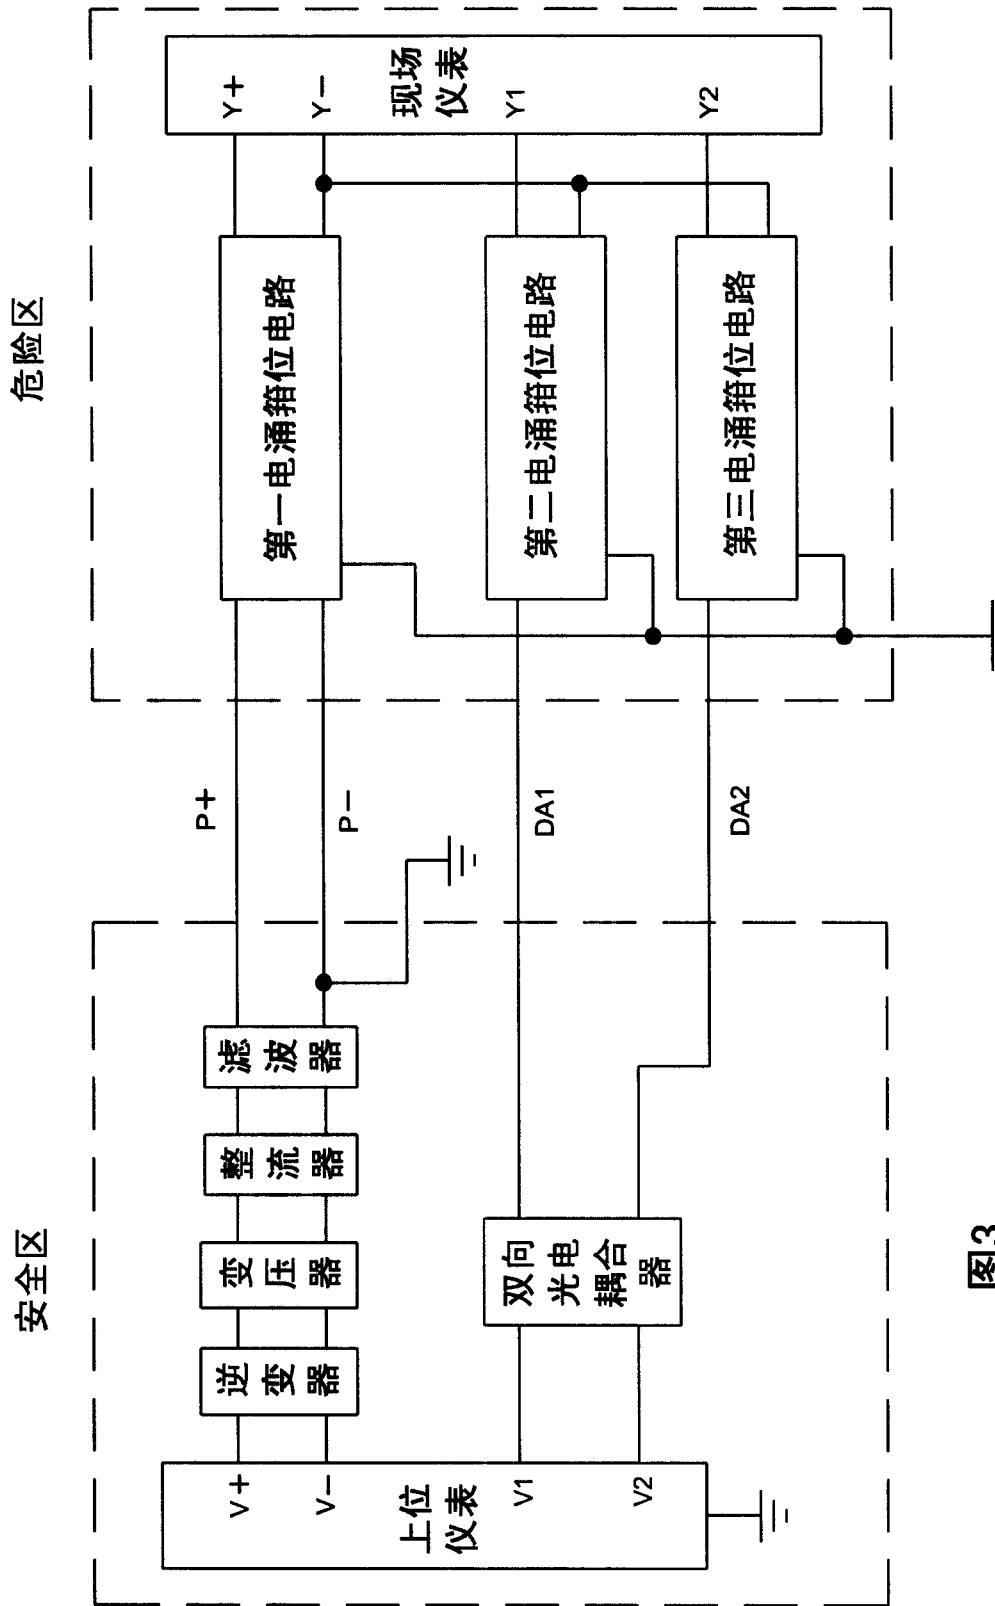 安全区
危险区
上位
仪表
V+
V−
V1
V2
逆变器
变压器
整流器
滤波器
双向
光电
耦合
器
P+
P−
DA1
DA2
第一电涌箝位电路
第二电涌箝位电路
第三电涌箝位电路
现场
仪表
Y+
Y−
Y1
Y2
图3